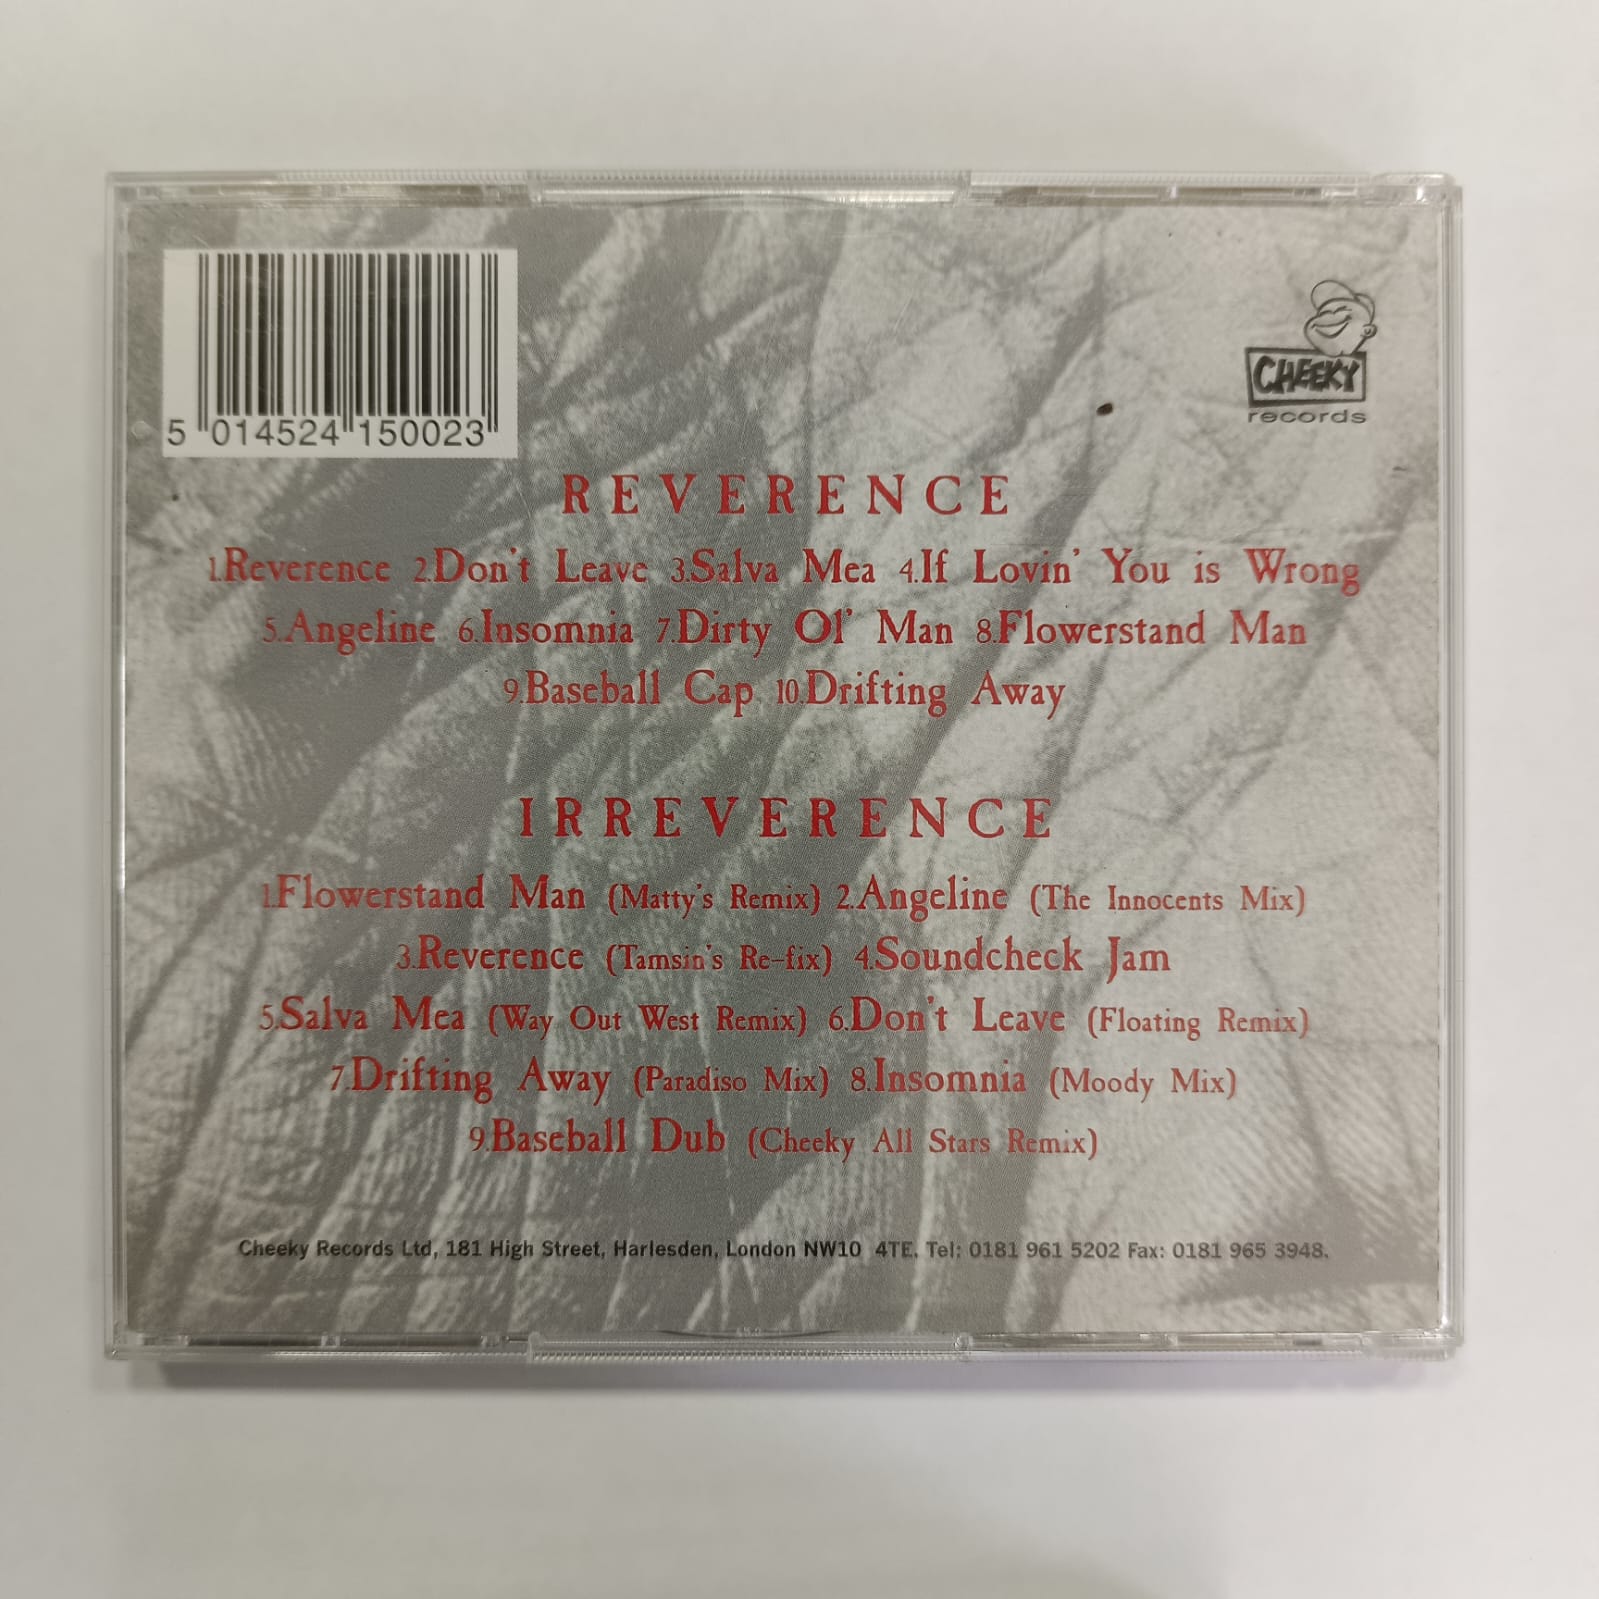 5 014524 150023
CHEEKY
records
REVERENCE
1.Reverence 2.Don't Leave 3.Salva Mea 4.If Lovin' You is Wrong
5.Angeline 6.Insomnia 7.Dirty Ol' Man 8.Flowerstand Man
9.Baseball Cap 10.Drifting Away
IRREVERENCE
1.Flowerstand Man (Matty's Remix) 2.Angeline (The Innocents Mix)
3.Reverence (Tamsin's Re-fix) 4.Soundcheck Jam
5.Salva Mea (Way Out West Remix) 6.Don't Leave (Floating Remix)
7.Drifting Away (Paradiso Mix) 8.Insomnia (Moody Mix)
9.Baseball Dub (Cheeky All Stars Remix)
Cheeky Records Ltd, 181 High Street, Harlesden, London NW10 4TE. Tel: 0181 961 5202 Fax: 0181 965 3948.